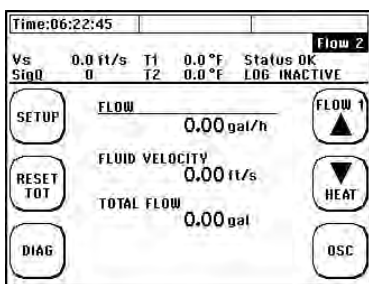 Time:06:22:45
Flow 2
Vs 0.0 ft/s T1 0.0 °F Status OK
SigQ 0 T2 0.0 °F LOG INACTIVE
SETUP
FLOW
0.00 gal/h
FLOW 1
RESET TOT
FLUID VELOCITY
0.00 ft/s
HEAT
TOTAL FLOW
0.00 gal
DIAG
OSC